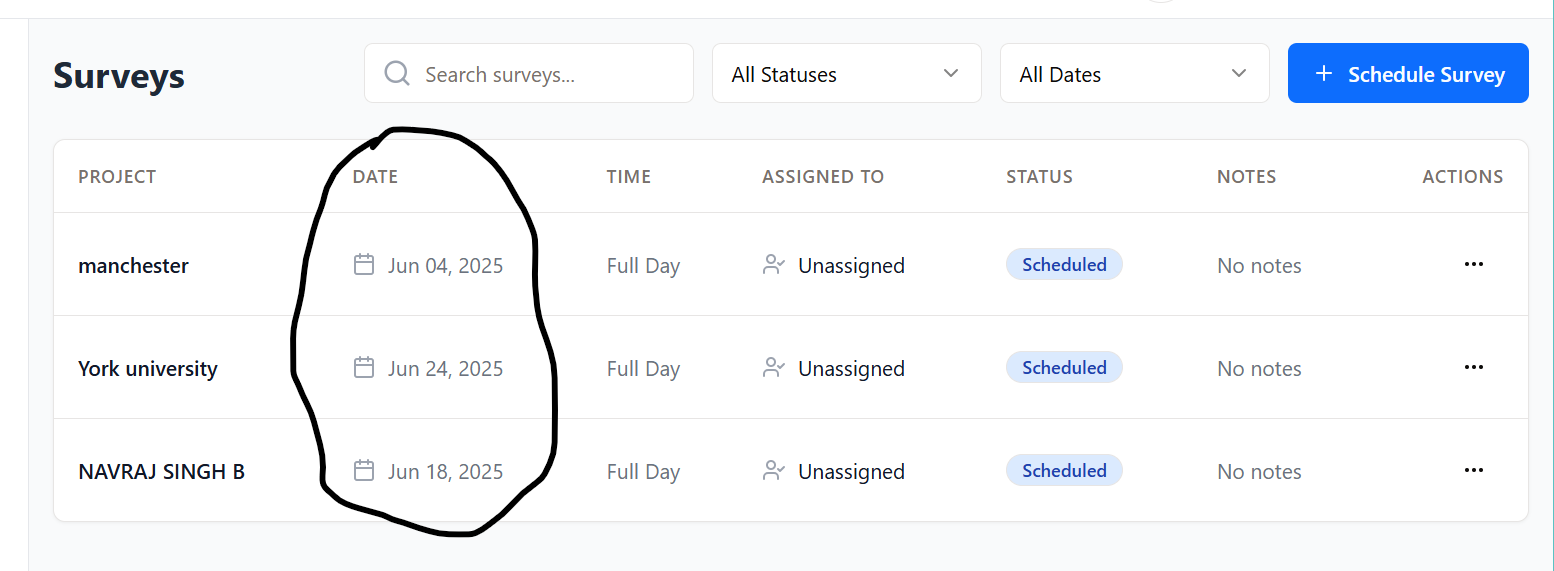 Surveys Search surveys... All Statuses All Dates + Schedule Survey
PROJECT DATE TIME ASSIGNED TO STATUS NOTES ACTIONS
manchester Jun 04, 2025 Full Day Unassigned Scheduled No notes ...
York university Jun 24, 2025 Full Day Unassigned Scheduled No notes ...
NAVRAJ SINGH B Jun 18, 2025 Full Day Unassigned Scheduled No notes ...